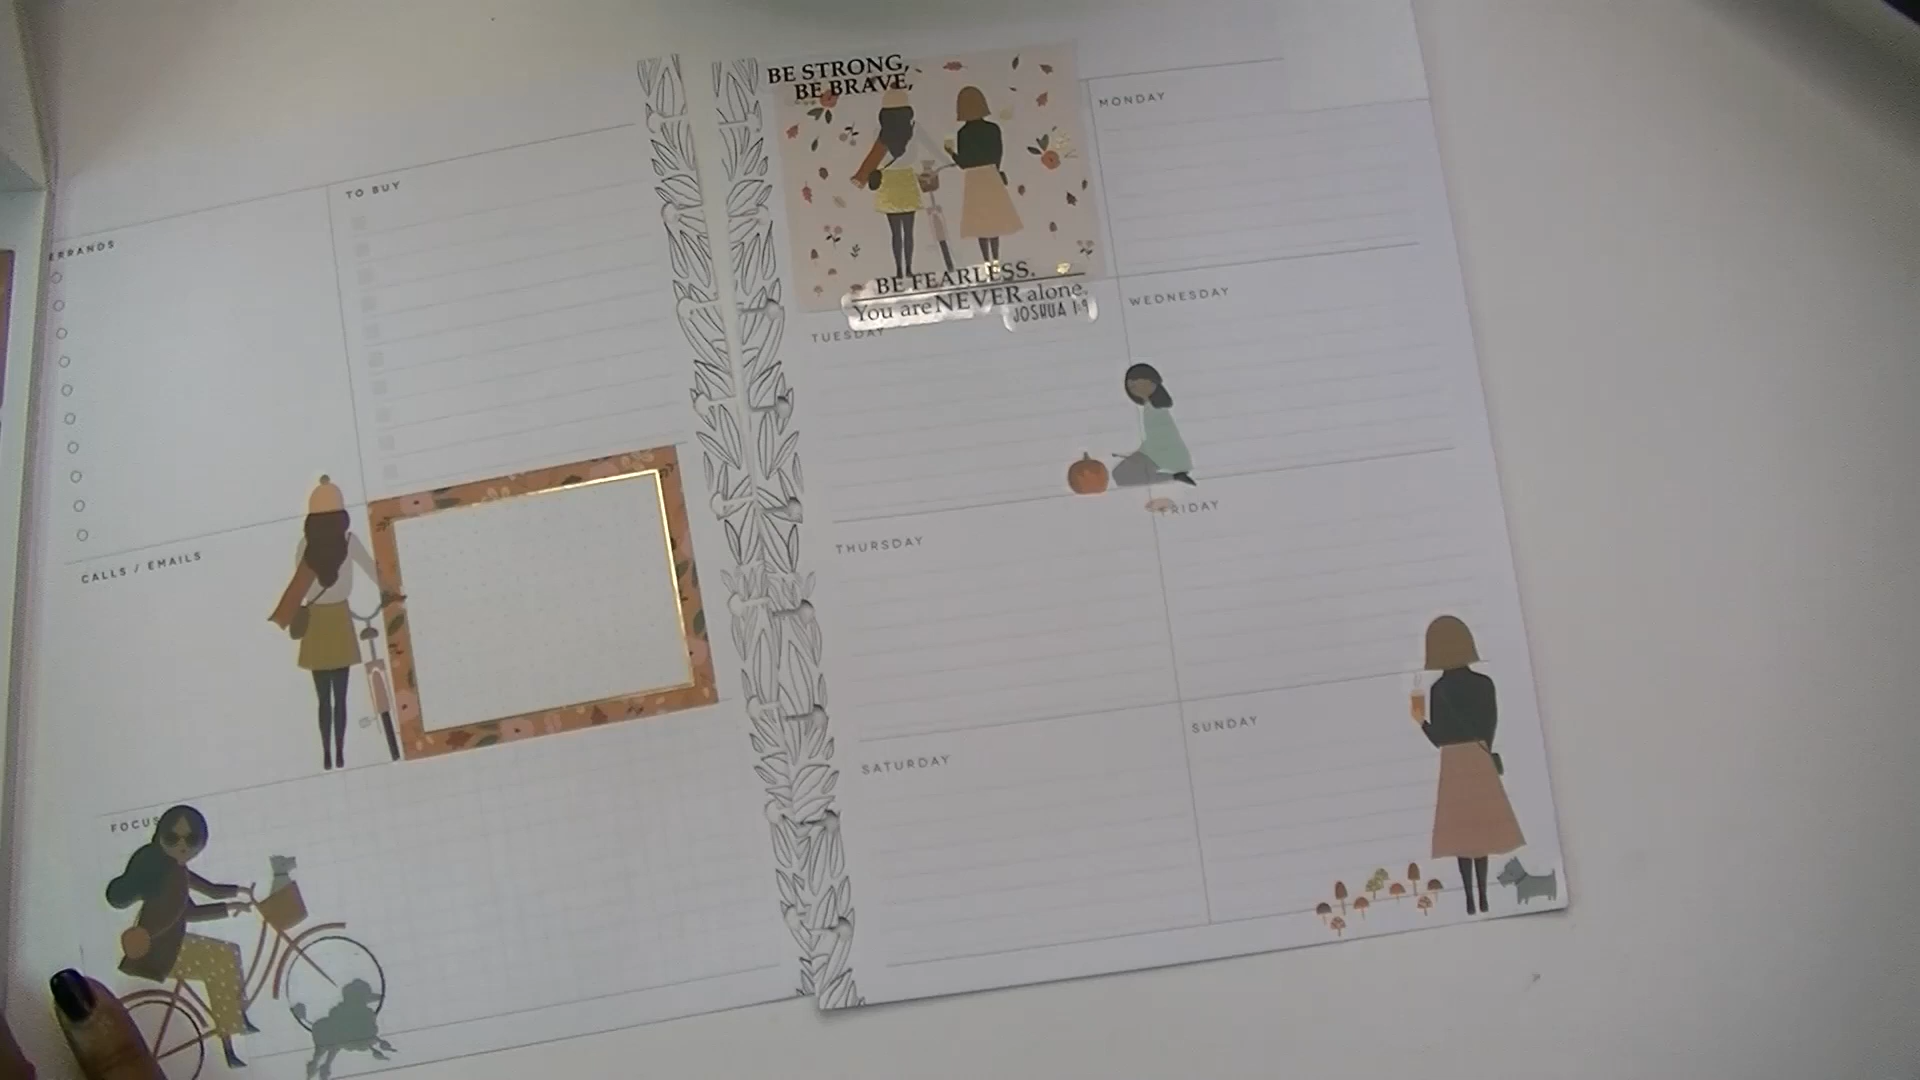 ERRANDS
TO BUY
CALLS / EMAILS
FOCUS
BE STRONG,
BE BRAVE,
BE FEARLESS.
You are NEVER alone.
JOSHUA 1:9
MONDAY
TUESDAY
WEDNESDAY
THURSDAY
FRIDAY
SATURDAY
SUNDAY